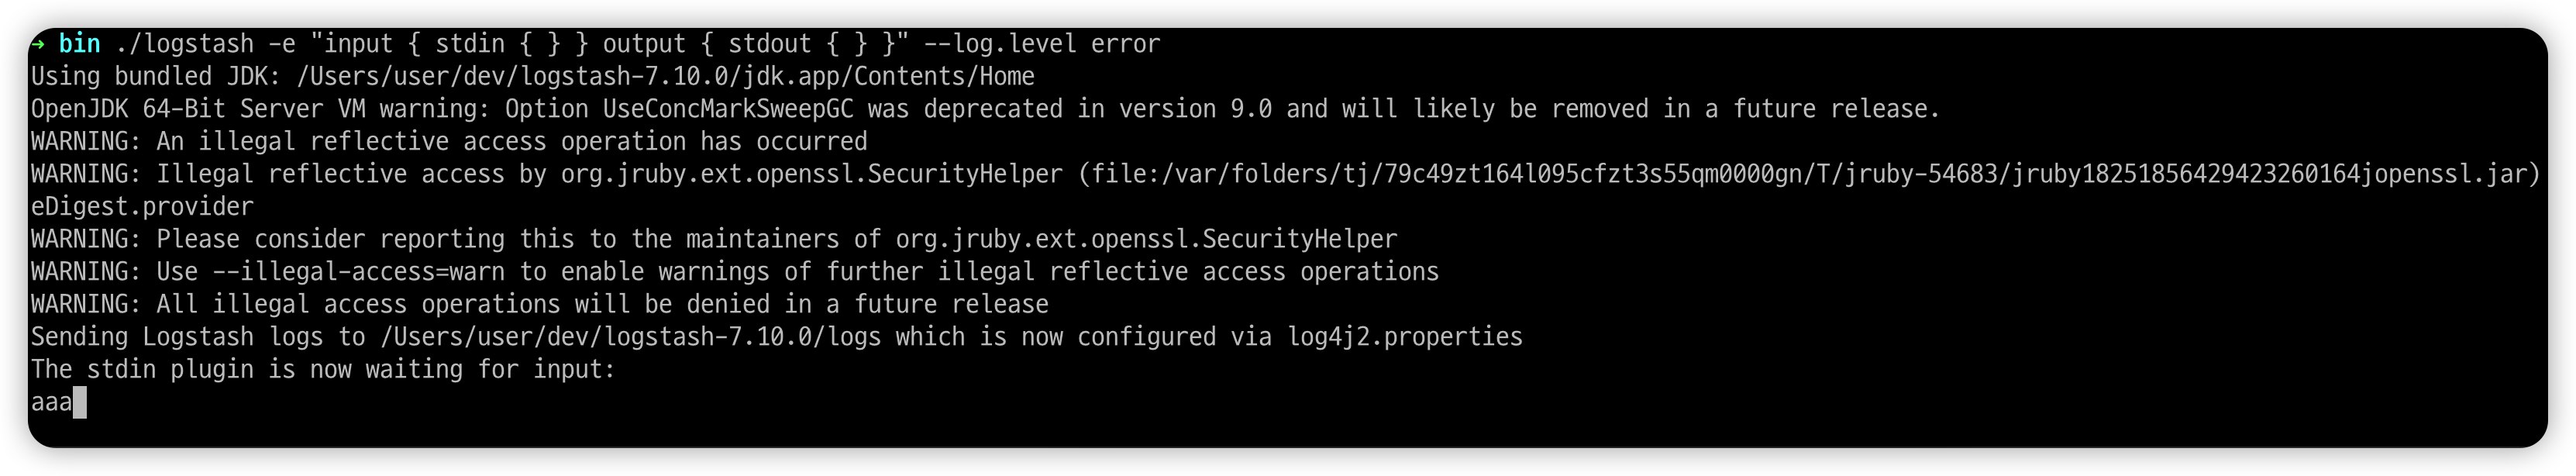 ➜ bin ./logstash -e "input { stdin { } } output { stdout { } }" --log.level error
Using bundled JDK: /Users/user/dev/logstash-7.10.0/jdk.app/Contents/Home
OpenJDK 64-Bit Server VM warning: Option UseConcMarkSweepGC was deprecated in version 9.0 and will likely be removed in a future release.
WARNING: An illegal reflective access operation has occurred
WARNING: Illegal reflective access by org.jruby.ext.openssl.SecurityHelper (file:/var/folders/tj/79c49zt164l095cfzt3s55qm0000gn/T/jruby-54683/jruby18251856429423260164jopenssl.jar)
eDigest.provider
WARNING: Please consider reporting this to the maintainers of org.jruby.ext.openssl.SecurityHelper
WARNING: Use --illegal-access=warn to enable warnings of further illegal reflective access operations
WARNING: All illegal access operations will be denied in a future release
Sending Logstash logs to /Users/user/dev/logstash-7.10.0/logs which is now configured via log4j2.properties
The stdin plugin is now waiting for input:
aaa